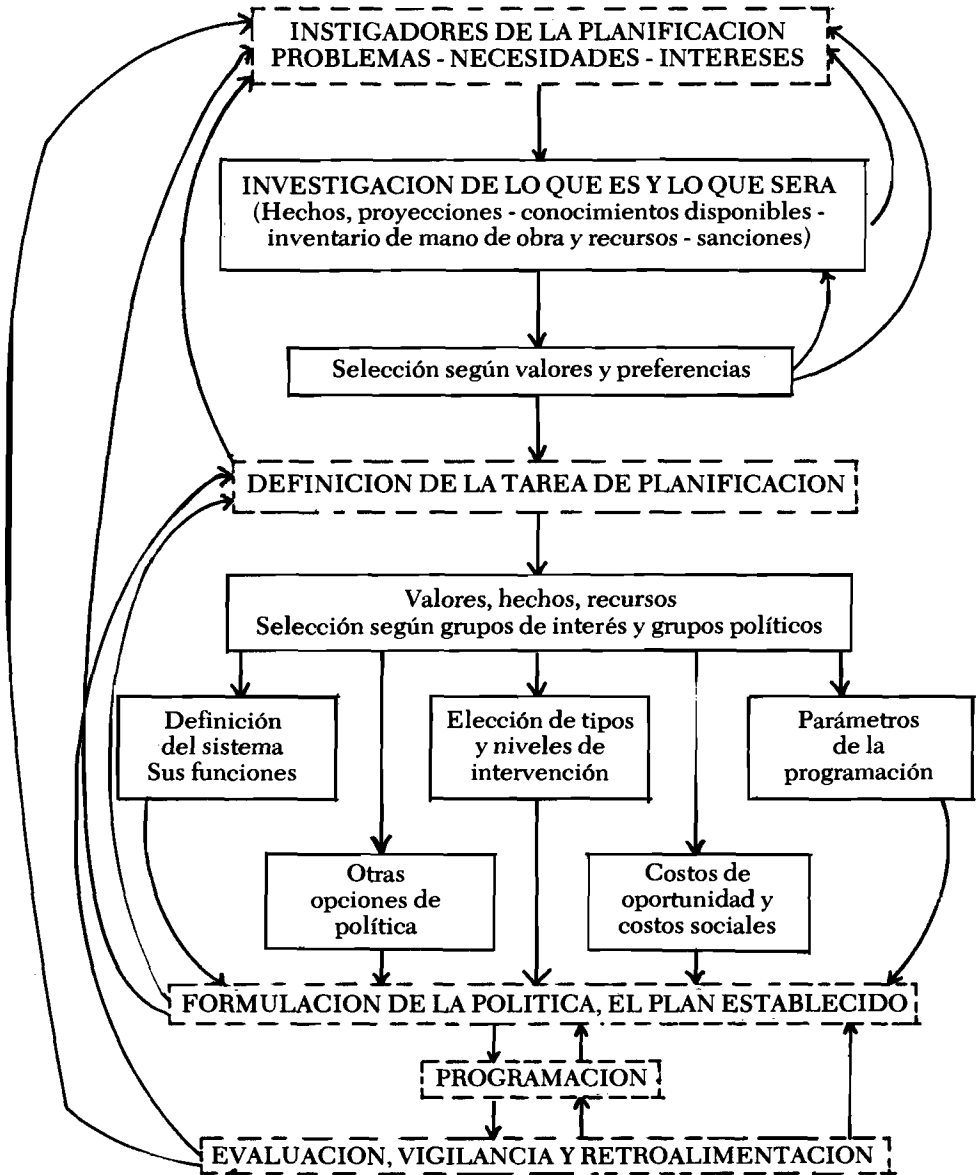 INSTIGADORES DE LA PLANIFICACION
PROBLEMAS - NECESIDADES - INTERESES
INVESTIGACION DE LO QUE ES Y LO QUE SERA
(Hechos, proyecciones - conocimientos disponibles -
inventario de mano de obra y recursos - sanciones)
Selección según valores y preferencias
DEFINICION DE LA TAREA DE PLANIFICACION
Valores, hechos, recursos
Selección según grupos de interés y grupos políticos
Definición
del sistema
Sus funciones
Elección de tipos
y niveles de
intervención
Parámetros
de la
programación
Otras
opciones de
política
Costos de
oportunidad y
costos sociales
FORMULACION DE LA POLITICA, EL PLAN ESTABLECIDO
PROGRAMACION
EVALUACION, VIGILANCIA Y RETROALIMENTACION